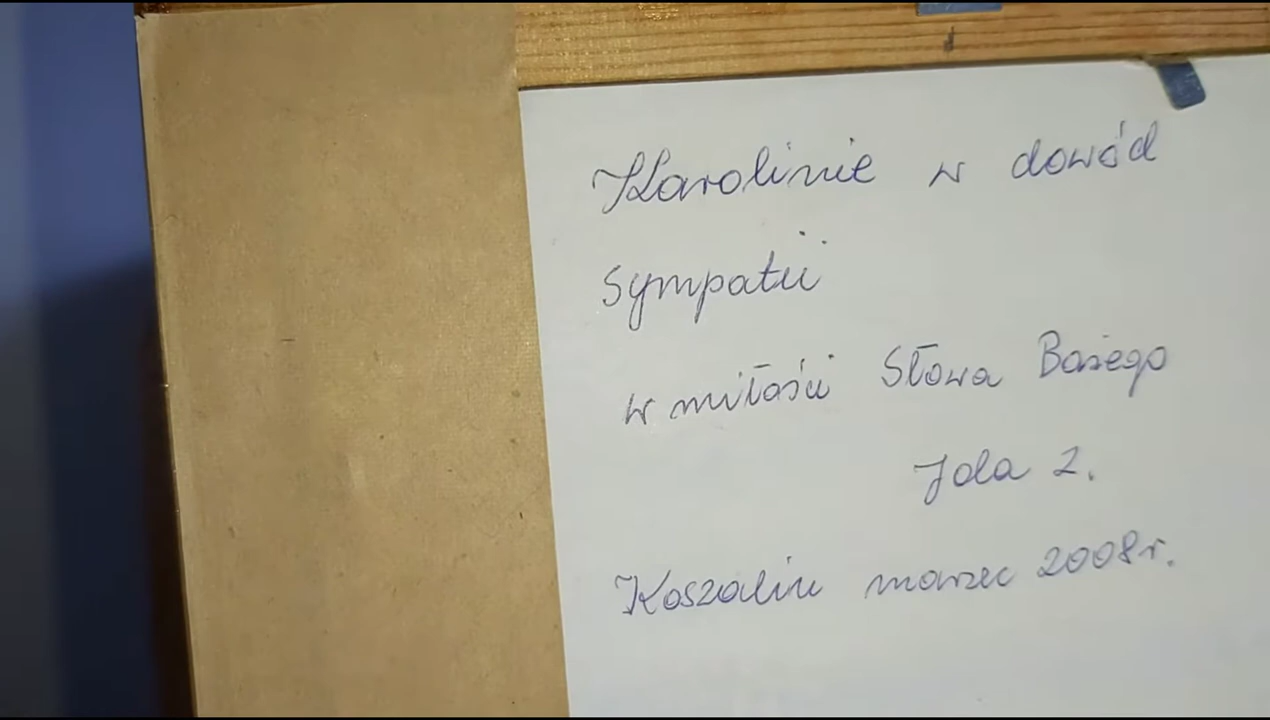 Karolinie w dowód
sympatii
w miłości Słowa Bożego
Jola Z.
Koszalin marzec 2008r.